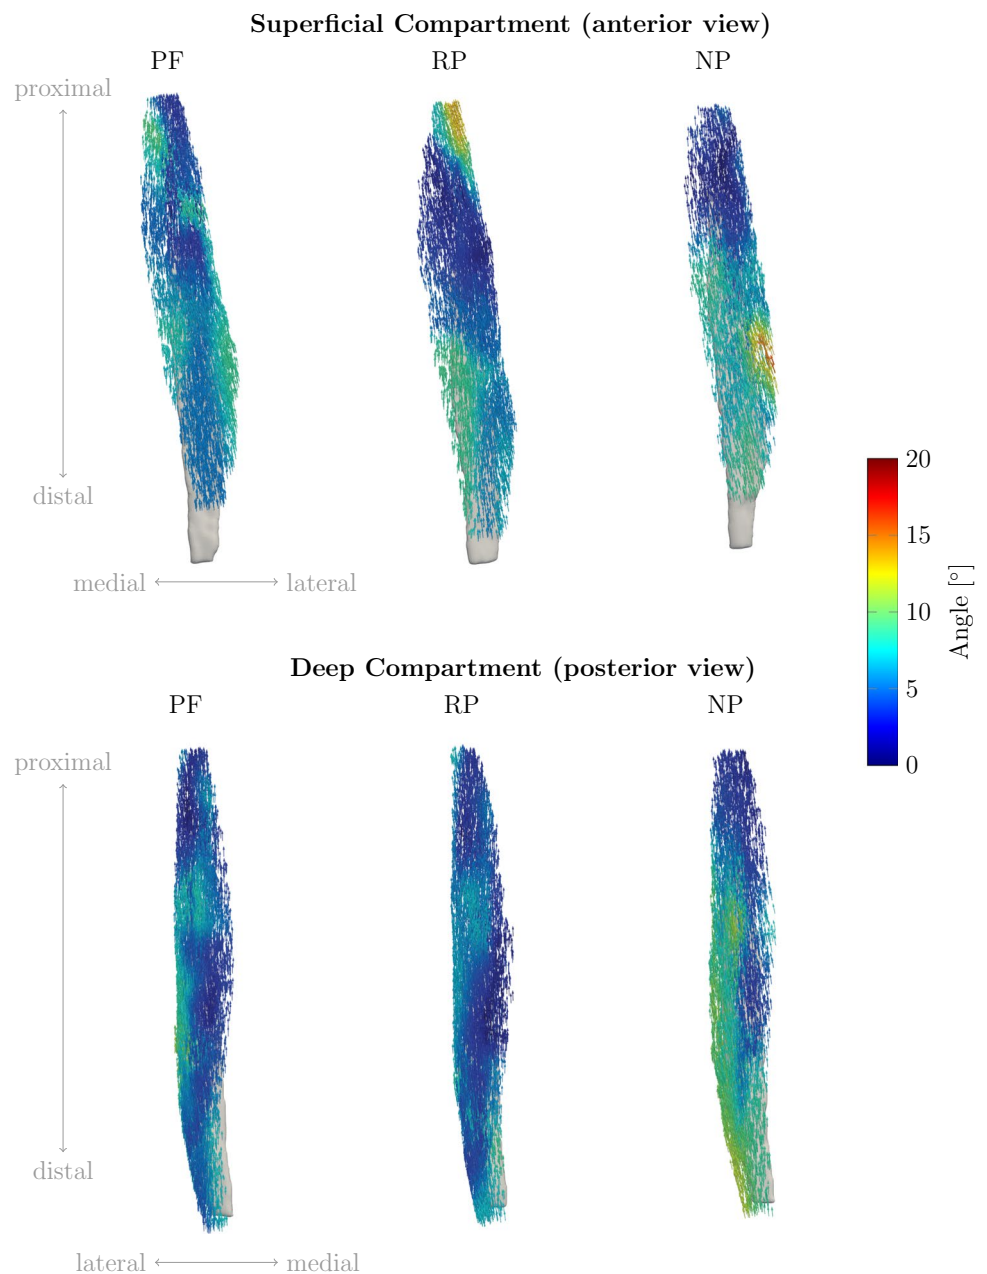 Superficial Compartment (anterior view)
PF RP NP
proximal
distal
medial lateral
20
15
10
5
0
Angle [°]
Deep Compartment (posterior view)
PF RP NP
proximal
distal
lateral medial